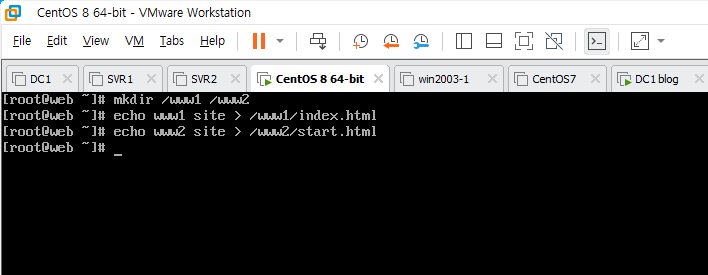 CentOS 8 64-bit - VMware Workstation
File Edit View VM Tabs Help
DC1 SVR1 SVR2 CentOS 8 64-bit win2003-1 CentOS7 DC1 blog
[root@web ~]# mkdir /www1 /www2
[root@web ~]# echo www1 site > /www1/index.html
[root@web ~]# echo www2 site > /www2/start.html
[root@web ~]# _